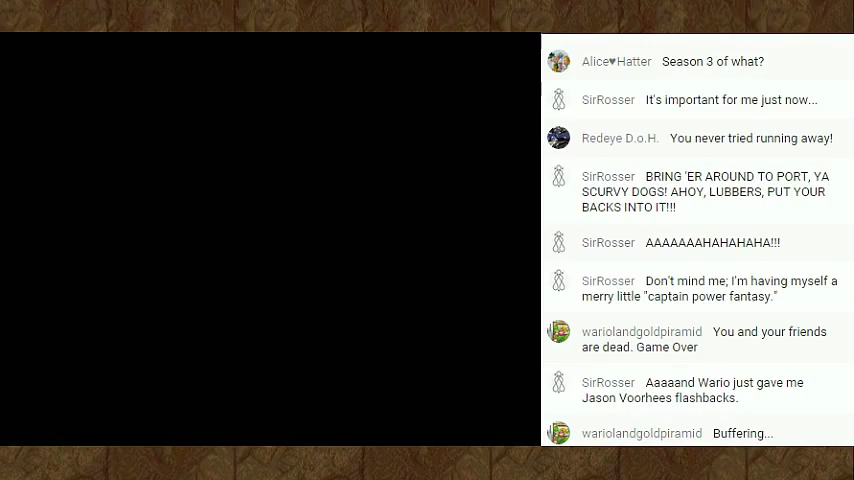 Alice♥Hatter Season 3 of what?
SirRosser It's important for me just now...
Redeye D.o.H. You never tried running away!
SirRosser BRING 'ER AROUND TO PORT, YA
SCURVY DOGS! AHOY, LUBBERS, PUT YOUR
BACKS INTO IT!!!
SirRosser AAAAAAAHAHAHAHA!!!
SirRosser Don't mind me; I'm having myself a
merry little "captain power fantasy."
wariolandgoldpiramid You and your friends
are dead. Game Over
SirRosser Aaaaand Wario just gave me
Jason Voorhees flashbacks.
wariolandgoldpiramid Buffering...